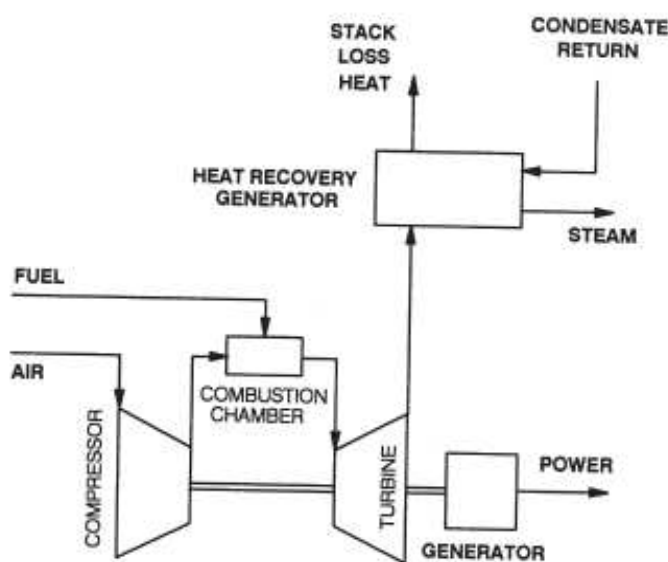 STACK
LOSS
HEAT
CONDENSATE
RETURN
HEAT RECOVERY
GENERATOR
STEAM
FUEL
AIR
COMBUSTION
CHAMBER
COMPRESSOR
TURBINE
POWER
GENERATOR